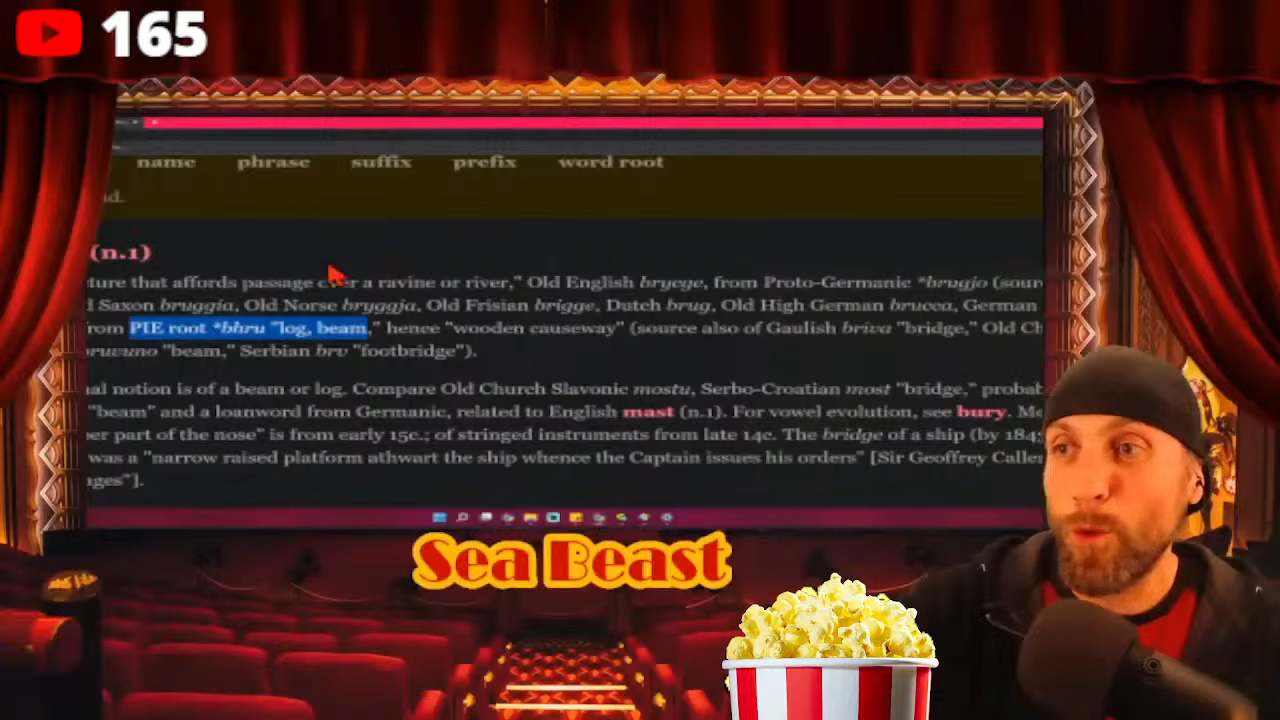 165
name phrase suffix prefix word root
(n.1)
ture that affords passage over a ravine or river," Old English brycge, from Proto-Germanic *brugjo (sour
d Saxon bruggia, Old Norse bryggja, Old Frisian brigge, Dutch brug, Old High German brucca, German
from PIE root *bhru "log, beam," hence "wooden causeway" (source also of Gaulish briva "bridge," Old Ch
"beam," Serbian brv "footbridge").
al notion is of a beam or log. Compare Old Church Slavonic mostu, Serbo-Croatian most "bridge," probab
"beam" and a loanword from Germanic, related to English mast (n.1). For vowel evolution, see bury. Me
er part of the nose" is from early 15c.; of stringed instruments from late 14c. The bridge of a ship (by 184
was a "narrow raised platform athwart the ship whence the Captain issues his orders" [Sir Geoffrey Caller
ges"].
Sea Beast